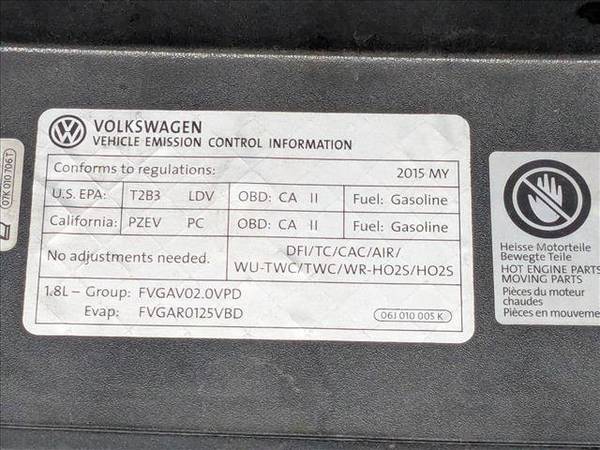 VOLKSWAGEN
VEHICLE EMISSION CONTROL INFORMATION
Conforms to regulations: 2015 MY
U.S. EPA: T2B3 LDV OBD: CA II Fuel: Gasoline
California: PZEV PC OBD: CA II Fuel: Gasoline
No adjustments needed.
DFI/TC/CAC/AIR/
WU-TWC/TWC/WR-HO2S/HO2S
1.8L – Group: FVGAV02.0VPD
Evap: FVGAR0125VBD
06J 010 005 K
07K 010 706 T
Heisse Motorteile
Bewegte Teile
HOT ENGINE PARTS
MOVING PARTS
Pièces du moteur
chaudes
Pièces en mouveme